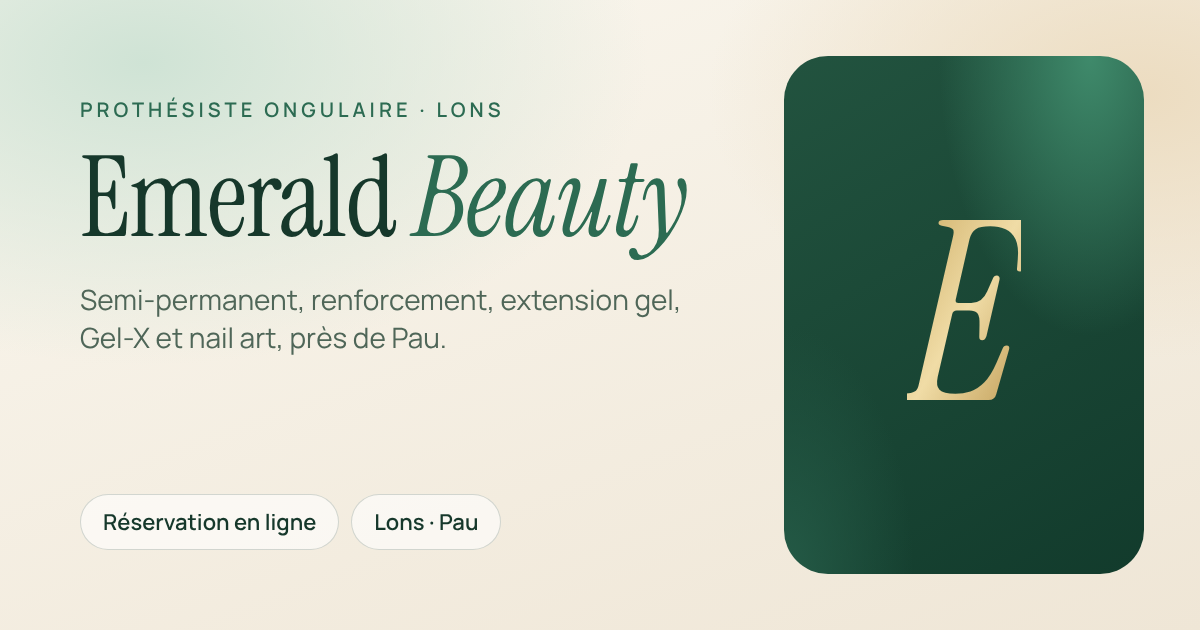 PROTHÉSISTE ONGULAIRE · LONS
Emerald Beauty
Semi-permanent, renforcement, extension gel,
Gel-X et nail art, près de Pau.
Réservation en ligne
Lons · Pau
E